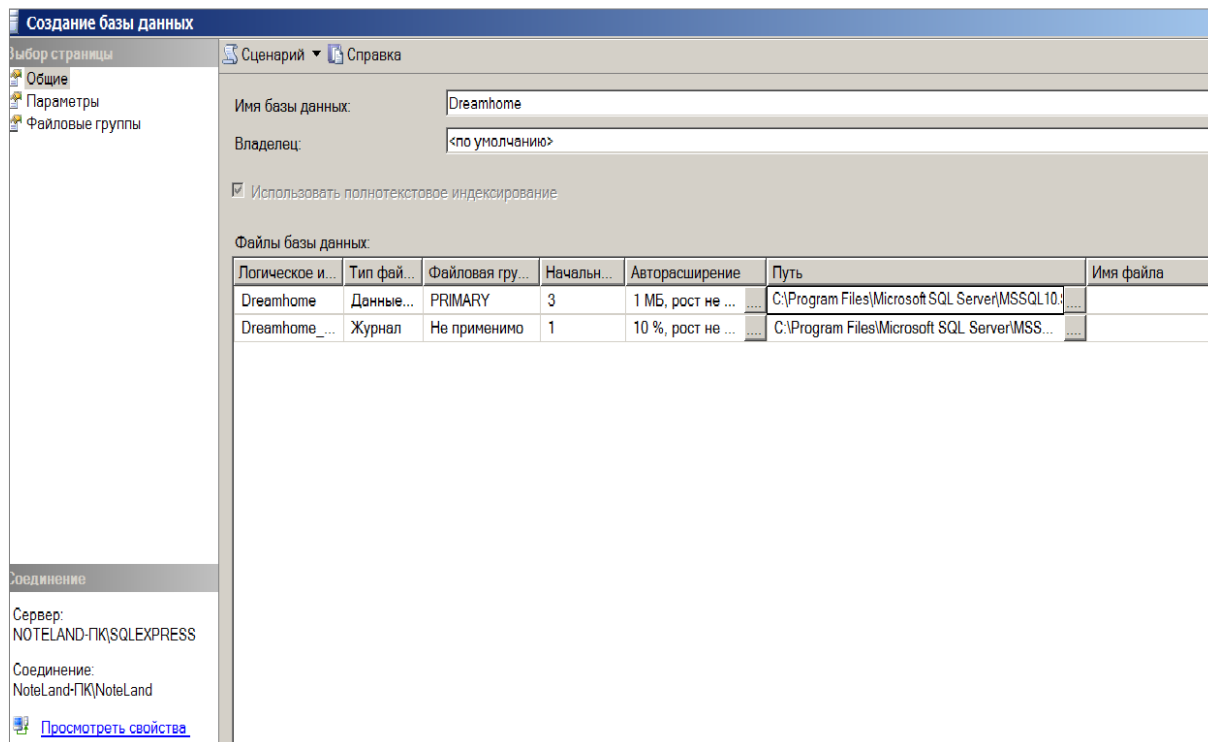 Создание базы данных
Выбор страницы
Общие
Параметры
Файловые группы
Сценарий Справка
Имя базы данных: Dreamhome
Владелец: <по умолчанию>
Использовать полнотекстовое индексирование
Файлы базы данных:
Логическое и... Тип фай... Файловая гру... Начальн... Авторасширение Путь Имя файла
Dreamhome Данные... PRIMARY 3 1 МБ, рост не ... ... C:\Program Files\Microsoft SQL Server\MSSQL10. ...
Dreamhome_... Журнал Не применимо 1 10 %, рост не ... ... C:\Program Files\Microsoft SQL Server\MSS... ...
Соединение
Сервер:
NOTELAND-ПК\SQLEXPRESS
Соединение:
NoteLand-ПК\NoteLand
Просмотреть свойства